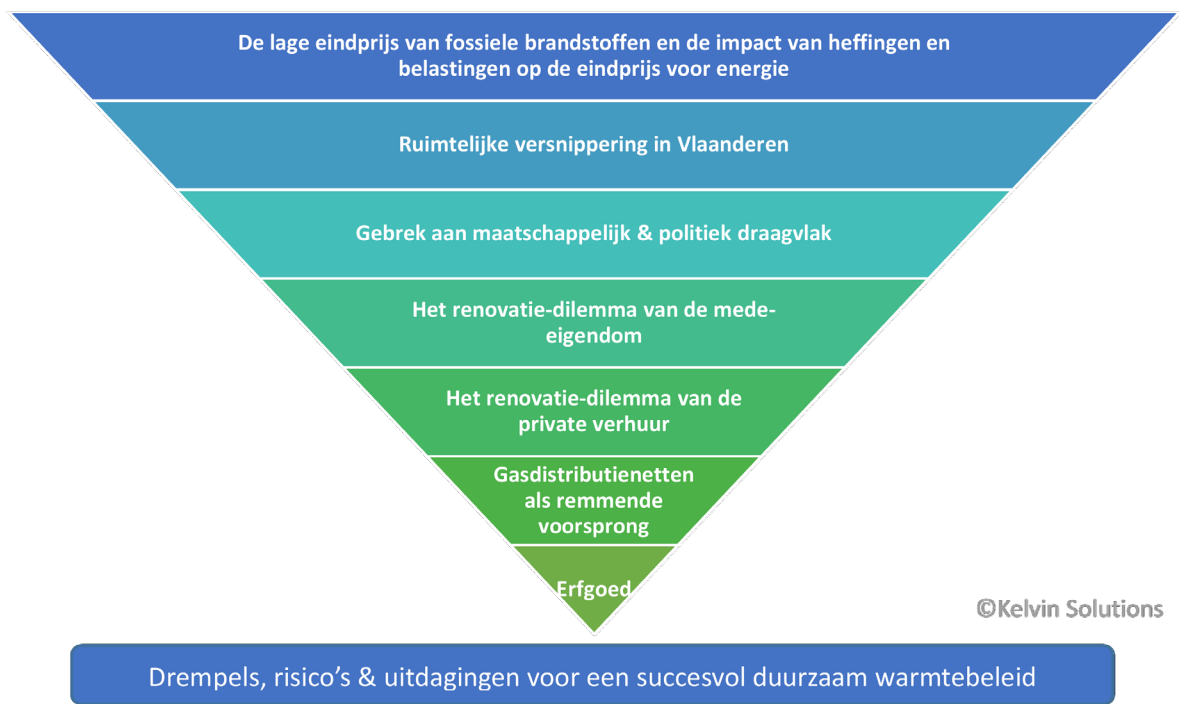 De lage eindprijs van fossiele brandstoffen en de impact van heffingen en
belastingen op de eindprijs voor energie
Ruimtelijke versnippering in Vlaanderen
Gebrek aan maatschappelijk & politiek draagvlak
Het renovatie-dilemma van de mede-
eigendom
Het renovatie-dilemma van de
private verhuur
Gasdistributienetten
als remmende
voorsprong
Erfgoed
©Kelvin Solutions
Drempels, risico’s & uitdagingen voor een succesvol duurzaam warmtebeleid